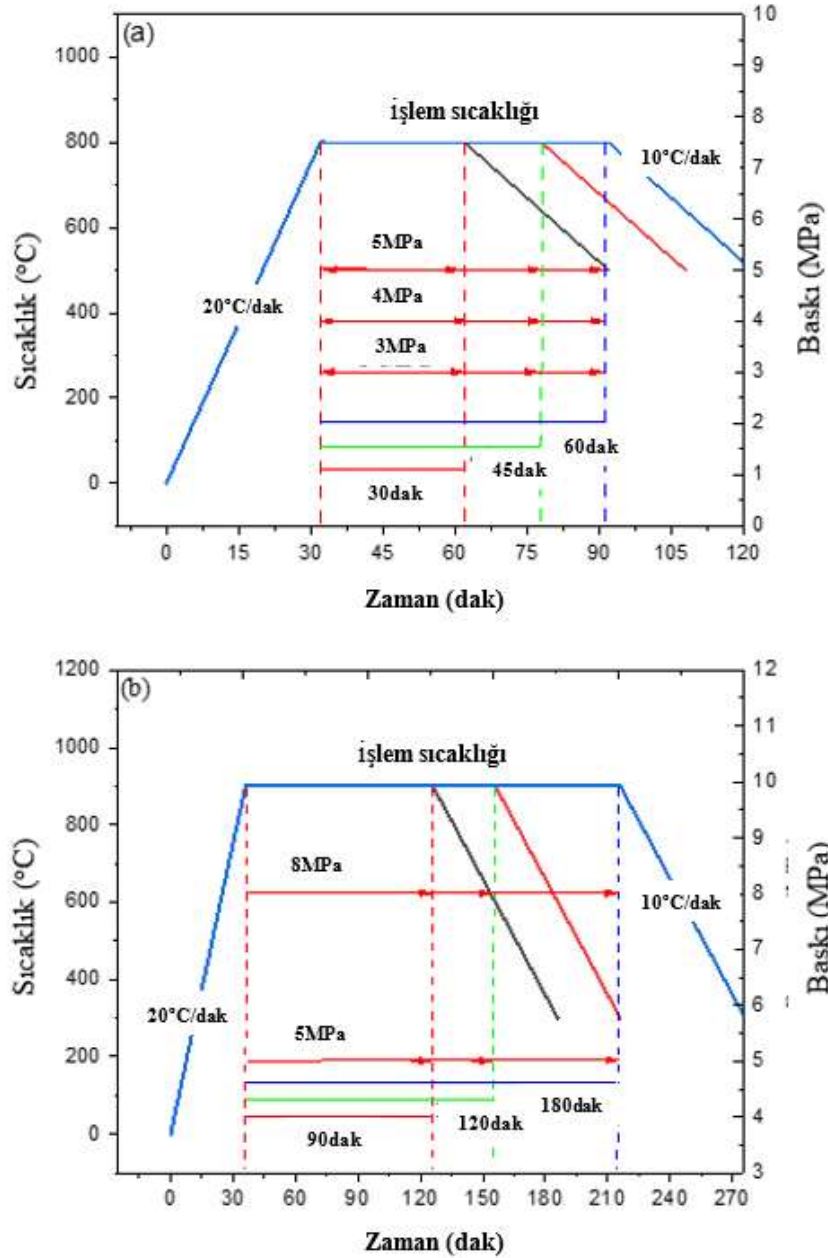 (a)
1000
800
600
400
200
0
Sıcaklık (°C)
10
9
8
7
6
5
4
3
2
1
0
Baskı (MPa)
işlem sıcaklığı
10°C/dak
5MPa
4MPa
20°C/dak
3MPa
60dak
45dak
30dak
0 15 30 45 60 75 90 105 120
Zaman (dak)
(b)
1200
1000
800
600
400
200
0
Sıcaklık (°C)
12
11
10
9
8
7
6
5
4
3
Baskı (MPa)
işlem sıcaklığı
8MPa
10°C/dak
20°C/dak
5MPa
180dak
120dak
90dak
0 30 60 90 120 150 180 210 240 270
Zaman (dak)